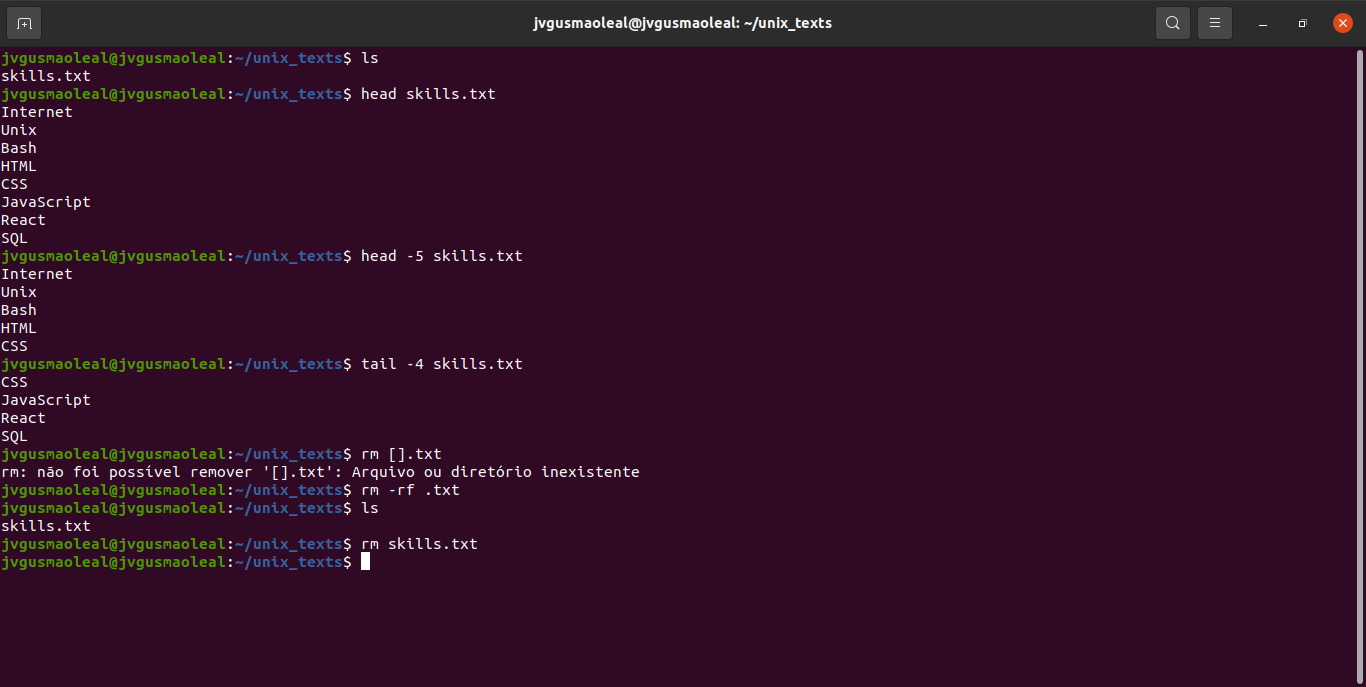 jvgusmaoleal@jvgusmaoleal: ~/unix_texts
jvgusmaoleal@jvgusmaoleal:~/unix_texts$ ls
skills.txt
jvgusmaoleal@jvgusmaoleal:~/unix_texts$ head skills.txt
Internet
Unix
Bash
HTML
CSS
JavaScript
React
SQL
jvgusmaoleal@jvgusmaoleal:~/unix_texts$ head -5 skills.txt
Internet
Unix
Bash
HTML
CSS
jvgusmaoleal@jvgusmaoleal:~/unix_texts$ tail -4 skills.txt
CSS
JavaScript
React
SQL
jvgusmaoleal@jvgusmaoleal:~/unix_texts$ rm [].txt
rm: não foi possível remover '[].txt': Arquivo ou diretório inexistente
jvgusmaoleal@jvgusmaoleal:~/unix_texts$ rm -rf .txt
jvgusmaoleal@jvgusmaoleal:~/unix_texts$ ls
skills.txt
jvgusmaoleal@jvgusmaoleal:~/unix_texts$ rm skills.txt
jvgusmaoleal@jvgusmaoleal:~/unix_texts$